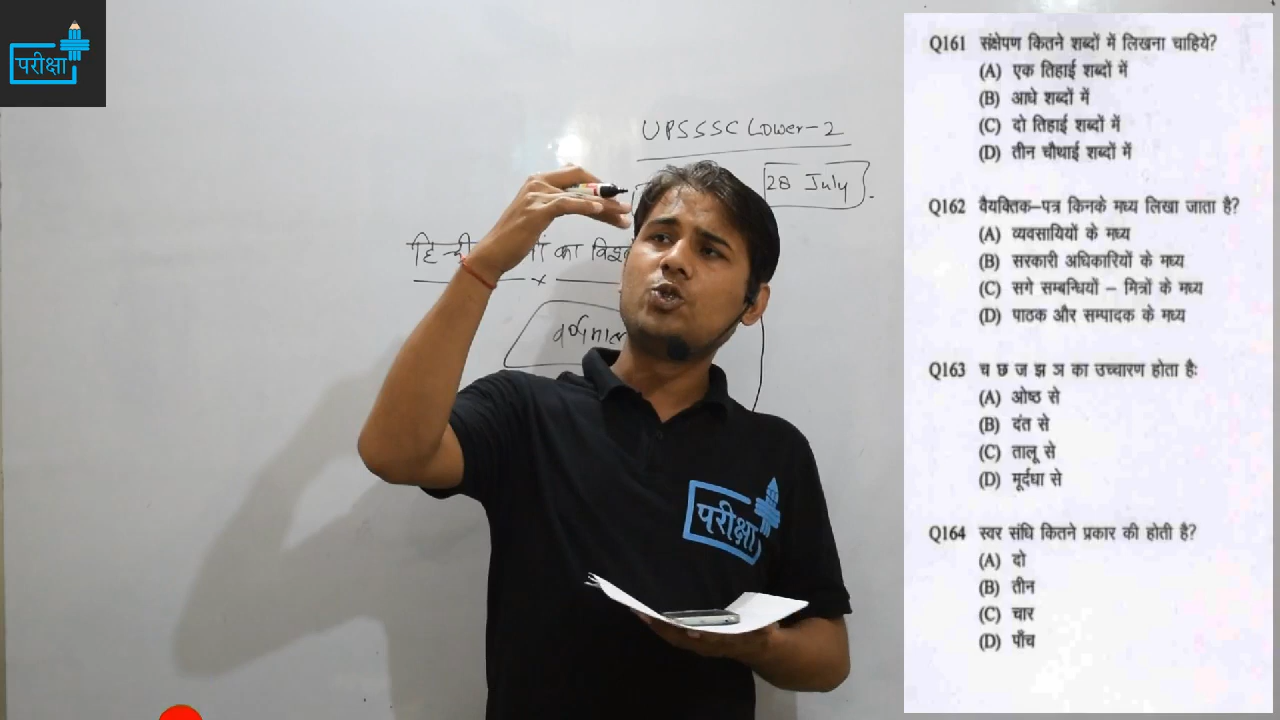 परीक्षा
UPSSSC Lower-2
28 July
हिन्दी
का
परीक्षा
Q161 संक्षेपण कितने शब्दों में लिखना चाहिये?
(A) एक तिहाई शब्दों में
(B) आधे शब्दों में
(C) दो तिहाई शब्दों में
(D) तीन चौथाई शब्दों में
Q162 वैयक्तिक-पत्र किनके मध्य लिखा जाता है?
(A) व्यवसायियों के मध्य
(B) सरकारी अधिकारियों के मध्य
(C) सगे सम्बन्धियों - मित्रों के मध्य
(D) पाठक और सम्पादक के मध्य
Q163 च छ ज झ ञ का उच्चारण होता हैः
(A) ओष्ठ से
(B) दंत से
(C) तालू से
(D) मूर्दधा से
Q164 स्वर संधि कितने प्रकार की होती है?
(A) दो
(B) तीन
(C) चार
(D) पाँच